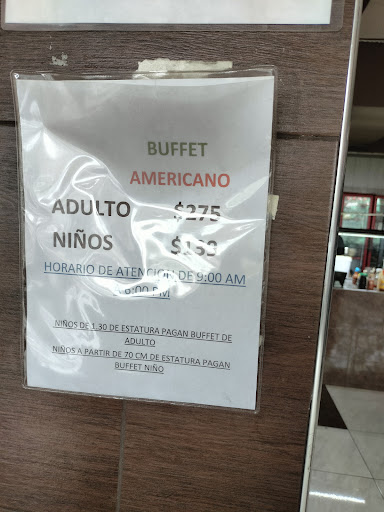 BUFFET
AMERICANO
ADULTO $275
NIÑOS
HORARIO DE ATENCION DE 9:00 AM
NIÑOS DE 1.30 DE ESTATURA PAGAN BUFFET DE
ADULTO
NIÑOS A PARTIR DE 70 CM DE ESTATURA PAGAN
BUFFET NIÑO